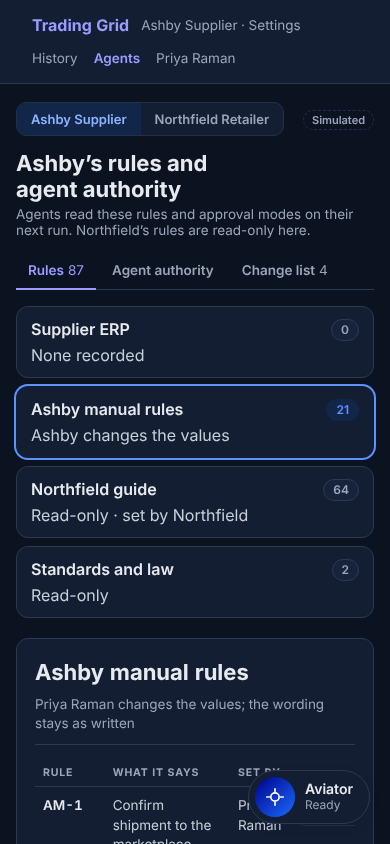 Trading Grid Ashby Supplier · Settings
History Agents Priya Raman
Ashby Supplier Northfield Retailer Simulated
Ashby’s rules and
agent authority
Agents read these rules and approval modes on their
next run. Northfield’s rules are read-only here.
Rules 87 Agent authority Change list 4
Supplier ERP 0
None recorded
Ashby manual rules 21
Ashby changes the values
Northfield guide 64
Read-only · set by Northfield
Standards and law 2
Read-only
Ashby manual rules
Priya Raman changes the values; the wording
stays as written
RULE WHAT IT SAYS SET
AM-1 Confirm
shipment to the Raman
marketplace
Aviator
Ready